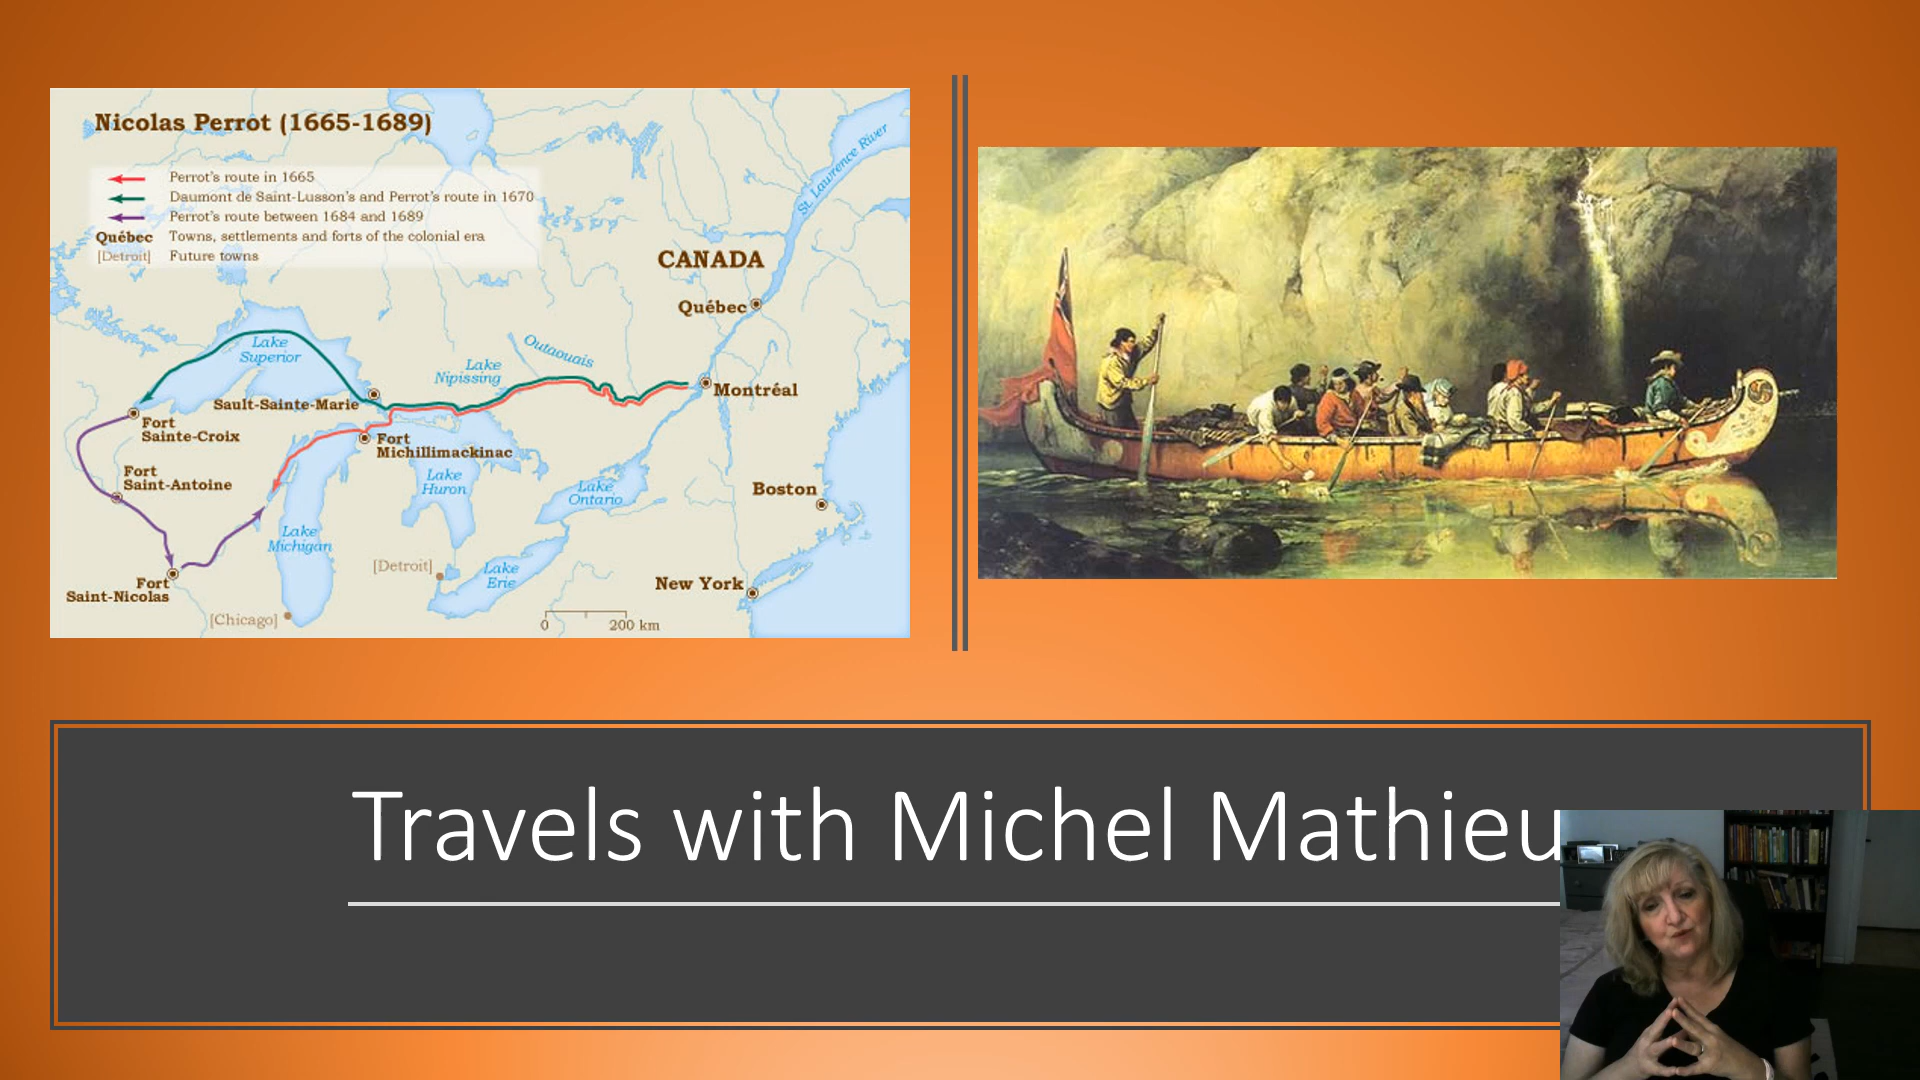 Nicolas Perrot (1665-1689)
Perrot's route in 1665
Daumont de Saint-Lusson's and Perrot's route in 1670
Perrot's route between 1684 and 1689
Québec Towns, settlements and forts of the colonial era
[Detroit] Future towns
St. Lawrence River
CANADA
Québec
Lake
Superior
Outaouais
Lake
Nipissing
Montréal
Sault-Sainte-Marie
Fort
Sainte-Croix
Fort
Michillimackinac
Fort
Saint-Antoine
Lake
Huron
Lake
Ontario
Boston
Lake
Michigan
[Detroit]
Lake
Erie
New York
Fort
Saint-Nicolas
[Chicago]
0 200 km
Travels with Michel Mathieu